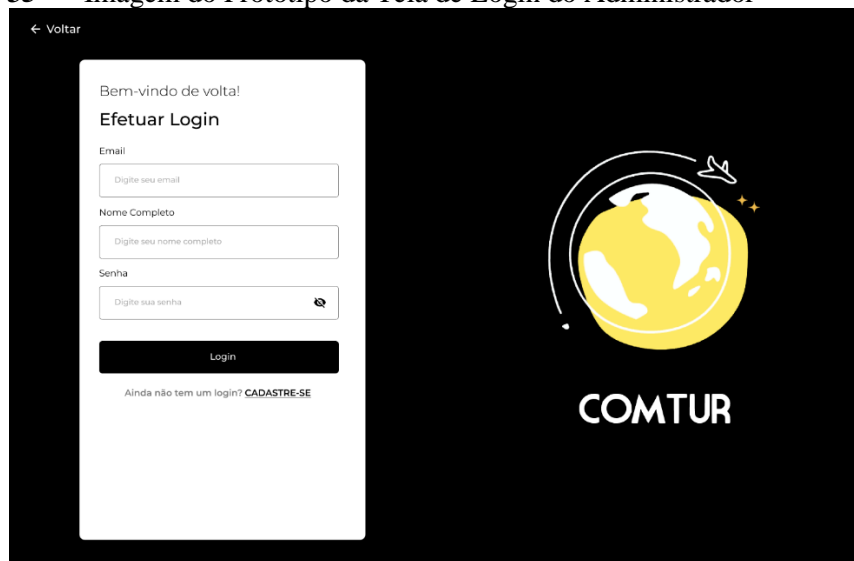 Imagem do Protótipo da Tela de Login do Administrador
← Voltar
Bem-vindo de volta!
Efetuar Login
Email
Digite seu email
Nome Completo
Digite seu nome completo
Senha
Digite sua senha
Login
Ainda não tem um login? CADASTRE-SE
COMTUR